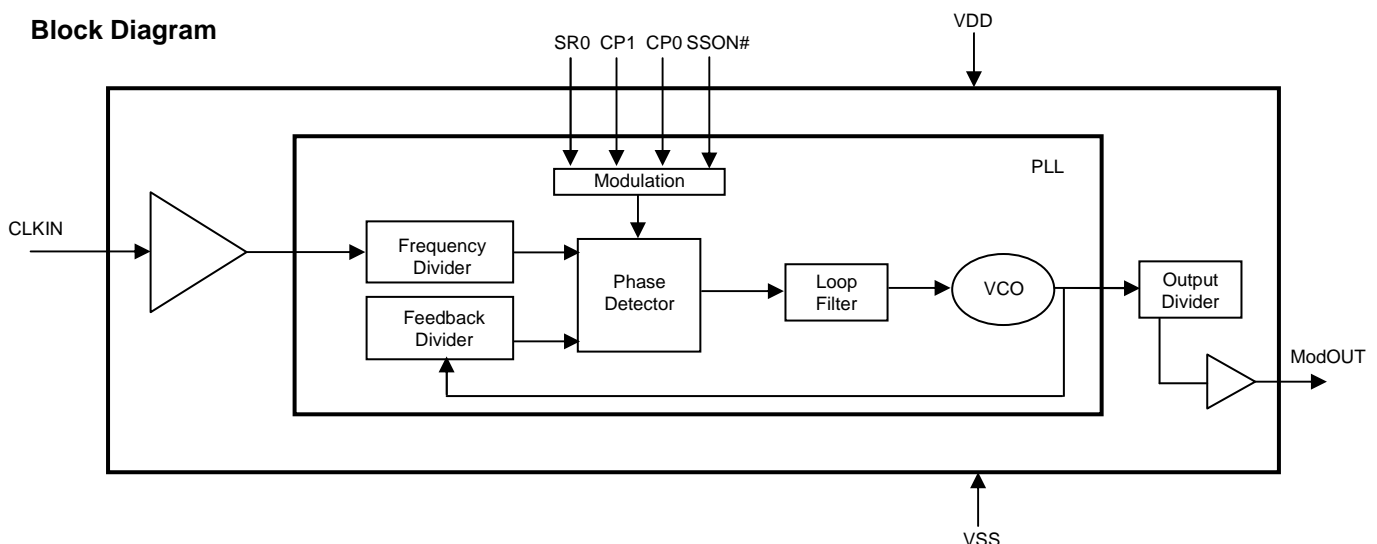 Block Diagram
VDD
SR0 CP1 CP0 SSON#
PLL
Modulation
CLKIN
Frequency
Divider
Phase
Detector
Loop
Filter
VCO
Output
Divider
Feedback
Divider
ModOUT
VSS